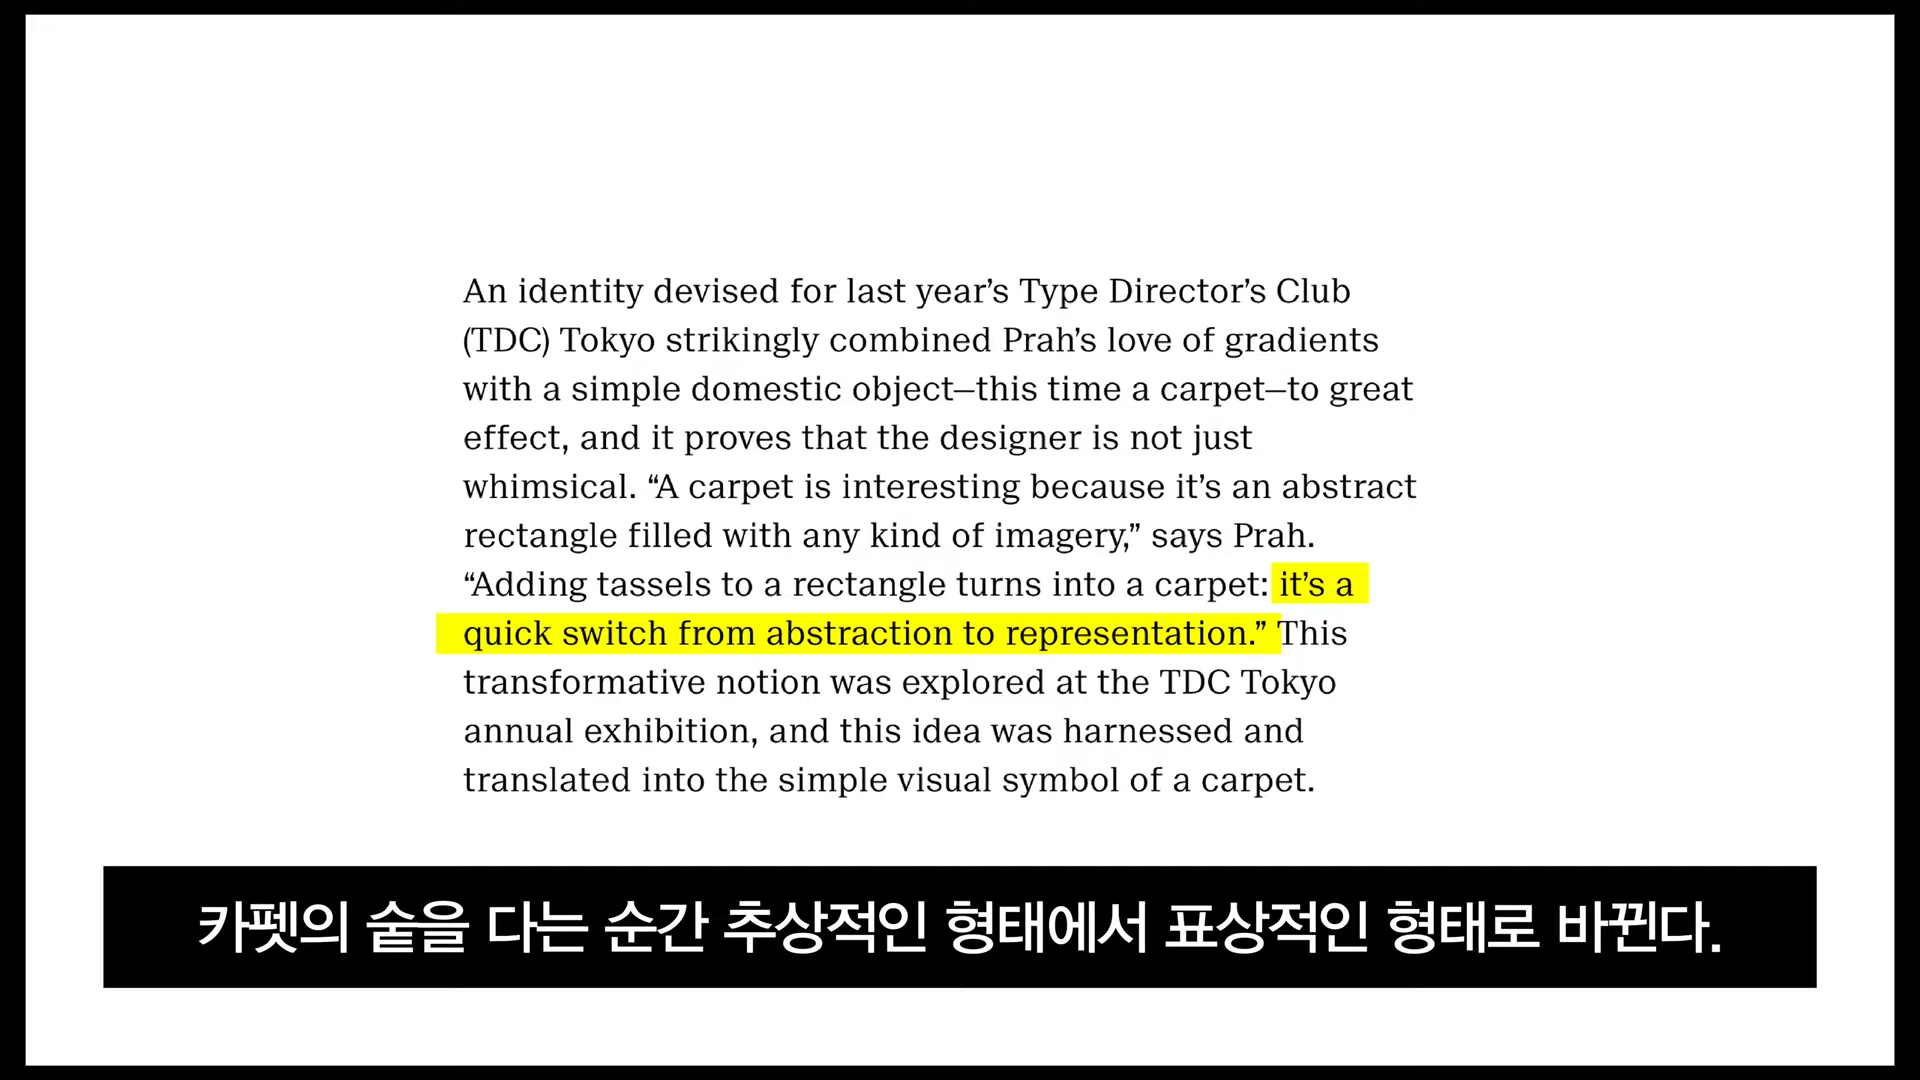 An identity devised for last year’s Type Director’s Club
(TDC) Tokyo strikingly combined Prah’s love of gradients
with a simple domestic object—this time a carpet—to great
effect, and it proves that the designer is not just
whimsical. “A carpet is interesting because it’s an abstract
rectangle filled with any kind of imagery,” says Prah.
“Adding tassels to a rectangle turns into a carpet: it’s a
quick switch from abstraction to representation.” This
transformative notion was explored at the TDC Tokyo
annual exhibition, and this idea was harnessed and
translated into the simple visual symbol of a carpet.
카펫의 숱을 다는 순간 추상적인 형태에서 표상적인 형태로 바뀐다.